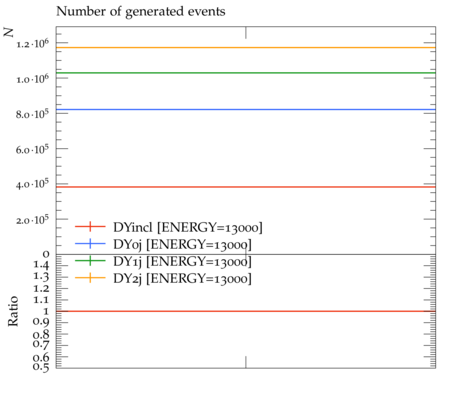 Number of generated events
N
1.2·10⁶
1.0·10⁶
8.0·10⁵
6.0·10⁵
4.0·10⁵
2.0·10⁵
0
DYincl [ENERGY=13000]
DY0j [ENERGY=13000]
DY1j [ENERGY=13000]
DY2j [ENERGY=13000]
Ratio
1.4
1.3
1.2
1.1
1
0.9
0.8
0.7
0.6
0.5